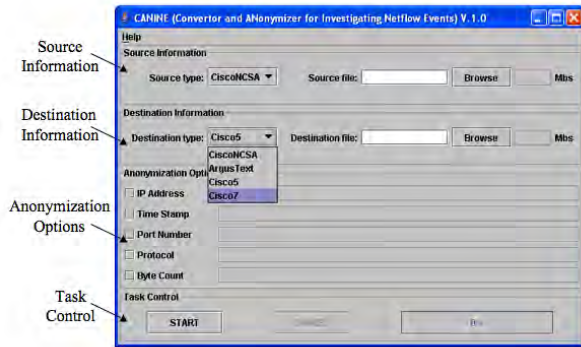 CANINE (Convertor and ANonymizer for Investigating Netflow Events) V.1.0
Help
Source Information
Source Information
Source type: CiscoNCSA Source file: Browse Mbs
Destination Information
Destination Information
Destination type: Cisco5 Destination file: Browse Mbs
CiscoNCSA
ArgusText
Cisco5
Cisco7
Anonymization Opti
Anonymization Options
IP Address
Time Stamp
Port Number
Protocol
Byte Count
Task Control
Task Control
START